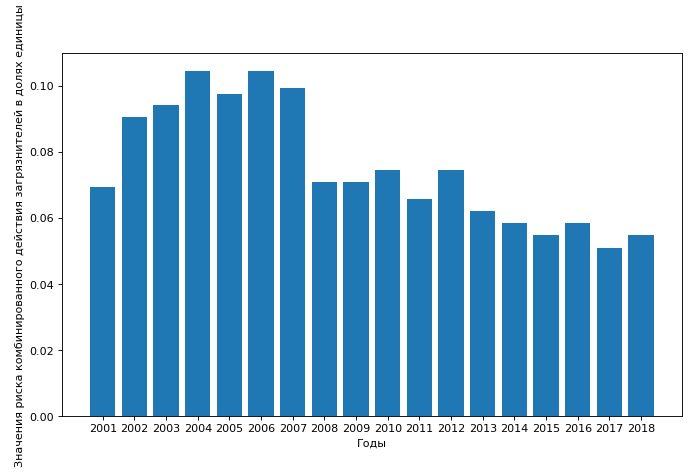 Значения риска комбинированного действия загрязнителей в долях единицы
0.10
0.08
0.06
0.04
0.02
0.00
2001 2002 2003 2004 2005 2006 2007 2008 2009 2010 2011 2012 2013 2014 2015 2016 2017 2018
Годы